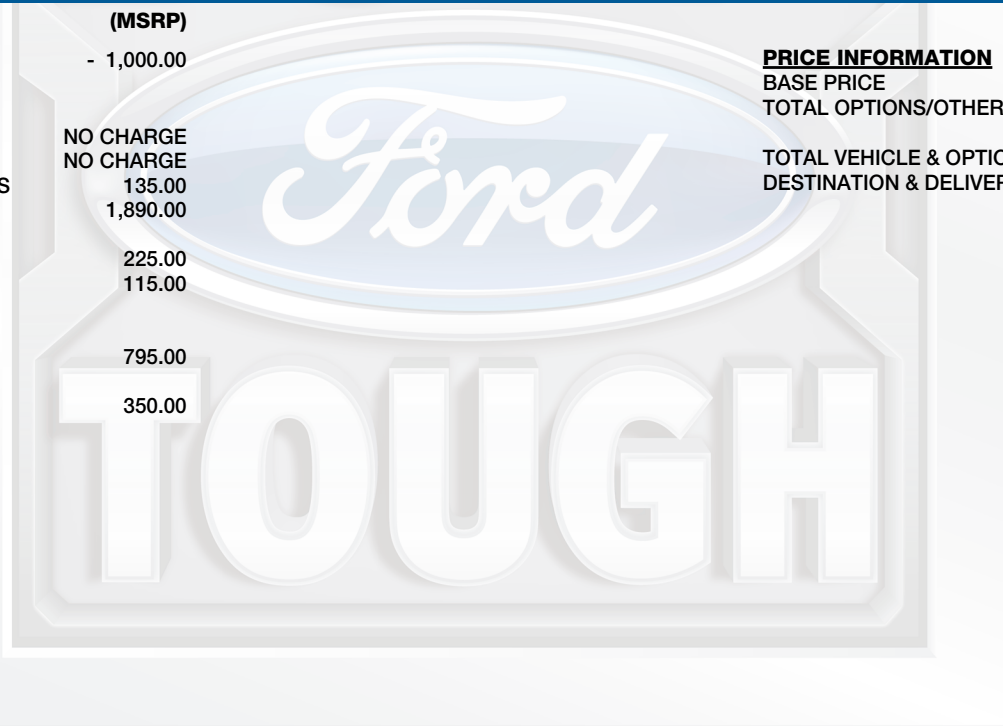 (MSRP)
- 1,000.00
NO CHARGE
NO CHARGE
S 135.00
1,890.00
225.00
115.00
795.00
350.00
PRICE INFORMATION
BASE PRICE
TOTAL OPTIONS/OTHER
TOTAL VEHICLE & OPTIO
DESTINATION & DELIVER
Ford
TOUGH